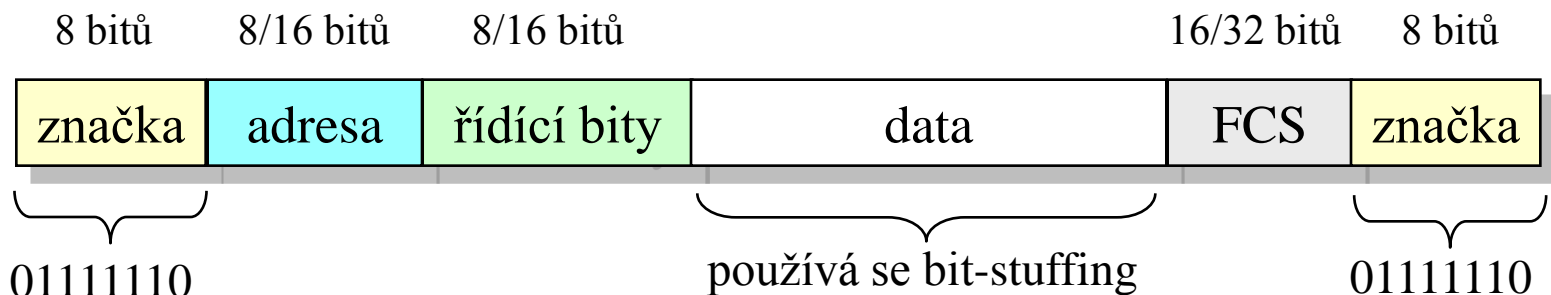 8 bitů 8/16 bitů 8/16 bitů 16/32 bitů 8 bitů
značka adresa řídící bity data FCS značka
01111110 používá se bit-stuffing 01111110